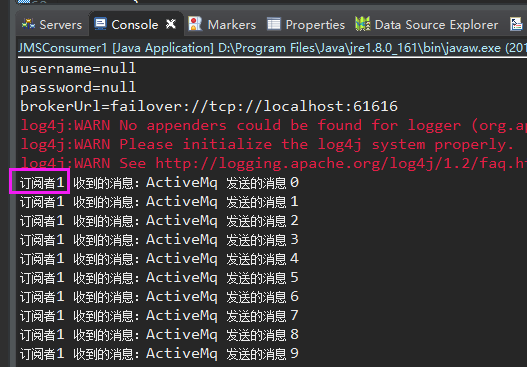 Servers Console Markers Properties Data Source Explorer
JMSConsumer1 [Java Application] D:\Program Files\Java\jre1.8.0_161\bin\javaw.exe (201
username=null
password=null
brokerUrl=failover://tcp://localhost:61616
log4j:WARN No appenders could be found for logger (org.ap
log4j:WARN Please initialize the log4j system properly.
log4j:WARN See http://logging.apache.org/log4j/1.2/faq.h
订阅者1 收到的消息：ActiveMq 发送的消息 0
订阅者1 收到的消息：ActiveMq 发送的消息 1
订阅者1 收到的消息：ActiveMq 发送的消息 2
订阅者1 收到的消息：ActiveMq 发送的消息 3
订阅者1 收到的消息：ActiveMq 发送的消息 4
订阅者1 收到的消息：ActiveMq 发送的消息 5
订阅者1 收到的消息：ActiveMq 发送的消息 6
订阅者1 收到的消息：ActiveMq 发送的消息 7
订阅者1 收到的消息：ActiveMq 发送的消息 8
订阅者1 收到的消息：ActiveMq 发送的消息 9